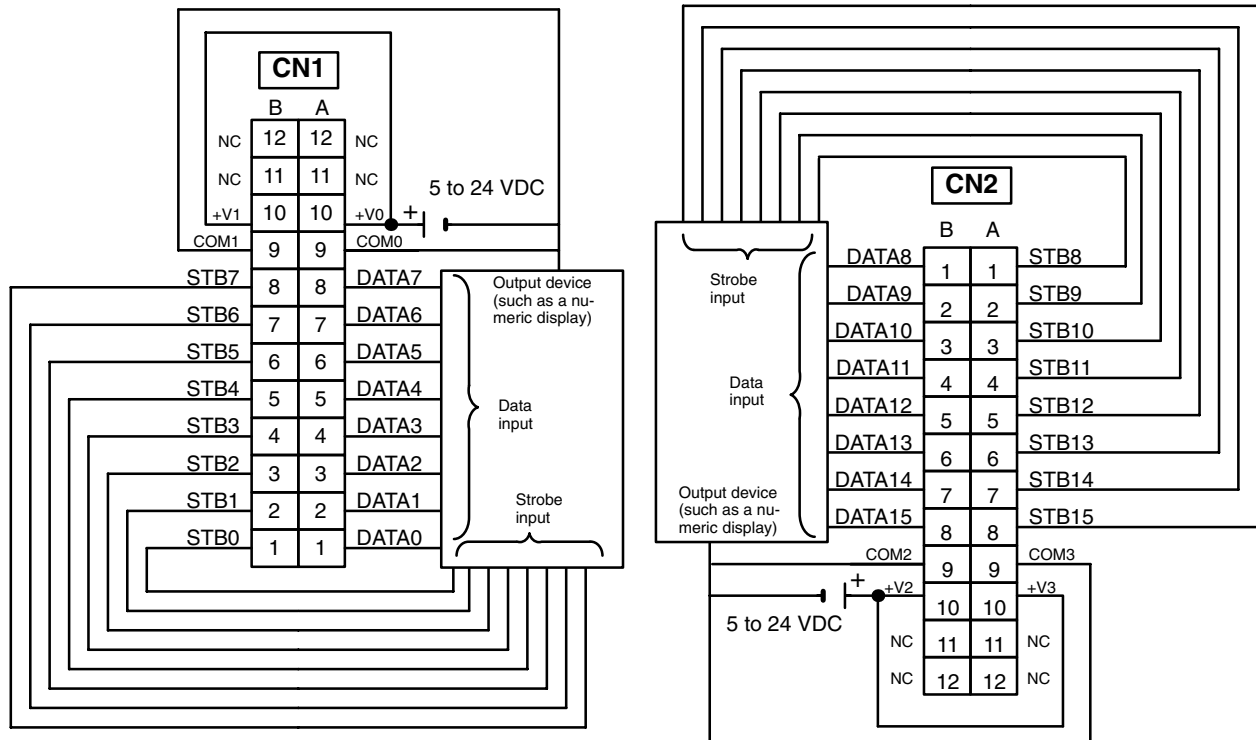 CN1
B A
NC 12 12 NC
NC 11 11 NC
5 to 24 VDC
+V1 10 10 +V0 +
COM1 9 9 COM0
STB7 8 8 DATA7
STB6 7 7 DATA6
STB5 6 6 DATA5
STB4 5 5 DATA4
STB3 4 4 DATA3
STB2 3 3 DATA2
STB1 2 2 DATA1
STB0 1 1 DATA0
Output device
(such as a nu-
meric display)
Data
input
Strobe
input
CN2
B A
DATA8 1 1 STB8
DATA9 2 2 STB9
DATA10 3 3 STB10
DATA11 4 4 STB11
DATA12 5 5 STB12
DATA13 6 6 STB13
DATA14 7 7 STB14
DATA15 8 8 STB15
COM2 9 9 COM3
+ +V2 10 10 +V3
5 to 24 VDC
NC 11 11 NC
NC 12 12 NC
Strobe
input
Data
input
Output device
(such as a nu-
meric display)